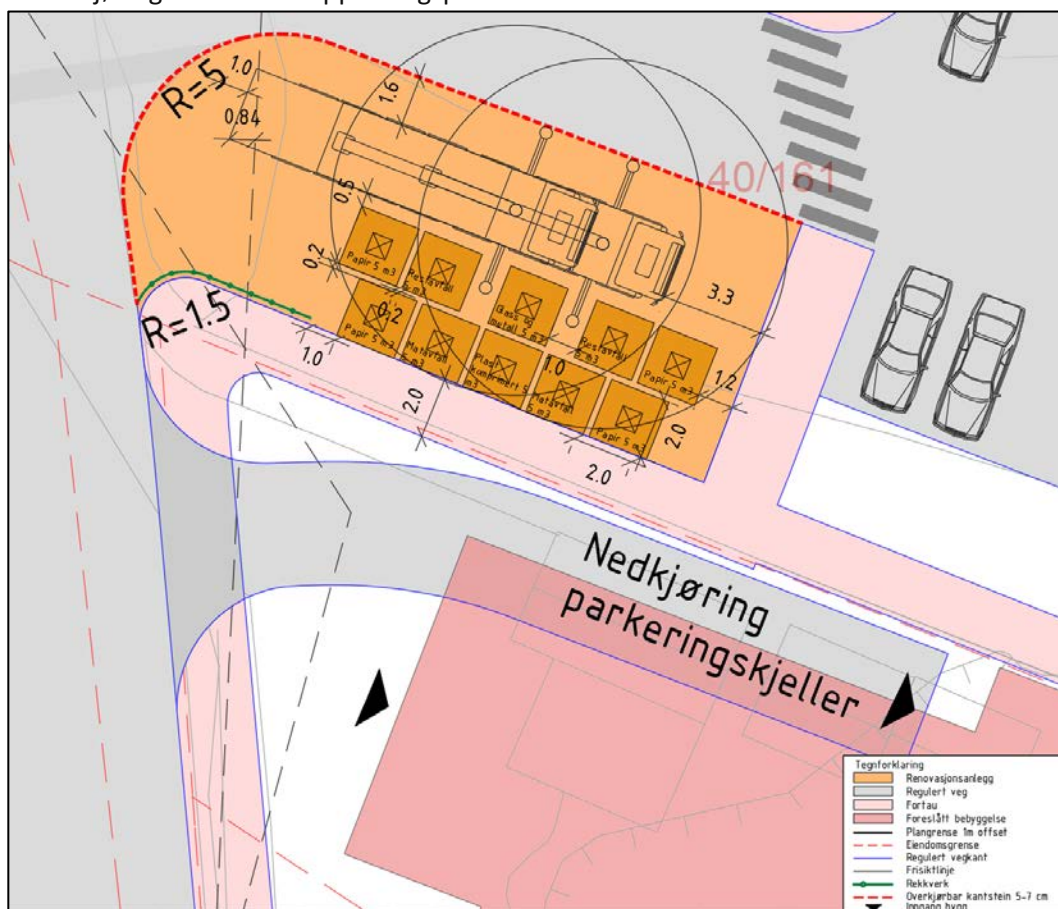 R=5
1.0
0.84
1.6
40/161
0.5
0.2
0.2
3.3
Papir 5 m3
Restavfall
5 m3
Glass og
metall 5 m3
Restavfall
5 m3
Papir 5 m3
Papir 5 m3
Matavfall
5 m3
Plast
komprimert 5
m3
Matavfall
5 m3
Papir 5 m3
1.0
1.2
R=1.5
1.0
2.0
2.0
2.0
Nedkjøring
parkeringskjeller
Tegnforklaring
Renovasjonsanlegg
Regulert veg
Fortau
Foreslått bebyggelse
Plangrense 1m offset
Eiendomsgrense
Regulert vegkant
Frisiktlinje
Rekkverk
Overkjørbar kantstein 5-7 cm
Inngang bygg